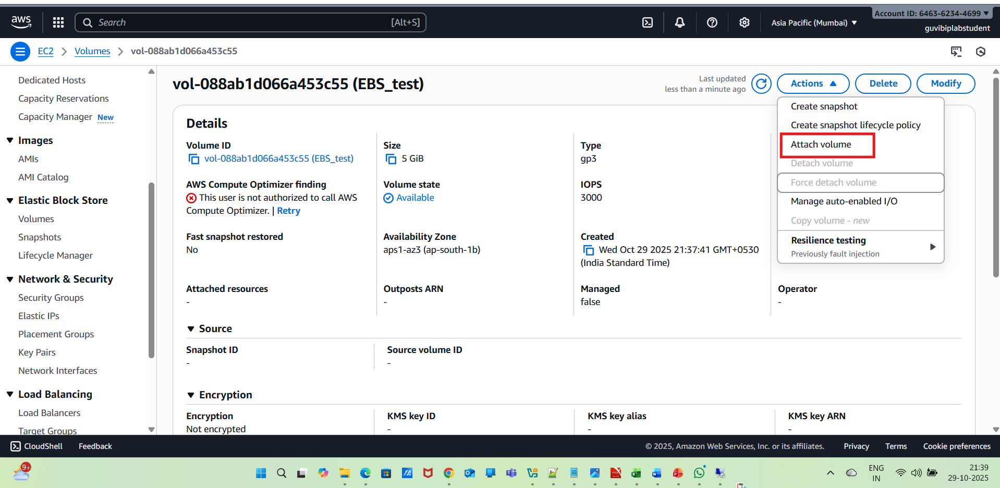 aws
Search
[Alt+S]
Asia Pacific (Mumbai)
Account ID: 6463-6234-4699
guvibiplabstudent
EC2
Volumes
vol-088ab1d066a453c55
Dedicated Hosts
Capacity Reservations
Capacity Manager New
Images
AMIs
AMI Catalog
Elastic Block Store
Volumes
Snapshots
Lifecycle Manager
Network & Security
Security Groups
Elastic IPs
Placement Groups
Key Pairs
Network Interfaces
Load Balancing
Load Balancers
Target Groups
vol-088ab1d066a453c55 (EBS_test)
Last updated
less than a minute ago
Actions
Delete
Modify
Create snapshot
Create snapshot lifecycle policy
Attach volume
Detach volume
Force detach volume
Manage auto-enabled I/O
Copy volume - new
Resilience testing
Previously fault injection
Details
Volume ID
vol-088ab1d066a453c55 (EBS_test)
Size
5 GiB
Type
gp3
AWS Compute Optimizer finding
This user is not authorized to call AWS
Compute Optimizer. | Retry
Volume state
Available
IOPS
3000
Fast snapshot restored
No
Availability Zone
aps1-az3 (ap-south-1b)
Created
Wed Oct 29 2025 21:37:41 GMT+0530
(India Standard Time)
Attached resources
-
Outposts ARN
-
Managed
false
Operator
-
Source
Snapshot ID
-
Source volume ID
-
Encryption
Encryption
Not encrypted
KMS key ID
-
KMS key alias
-
KMS key ARN
-
CloudShell
Feedback
© 2025, Amazon Web Services, Inc. or its affiliates.
Privacy
Terms
Cookie preferences
9+
ENG
IN
21:39
29-10-2025